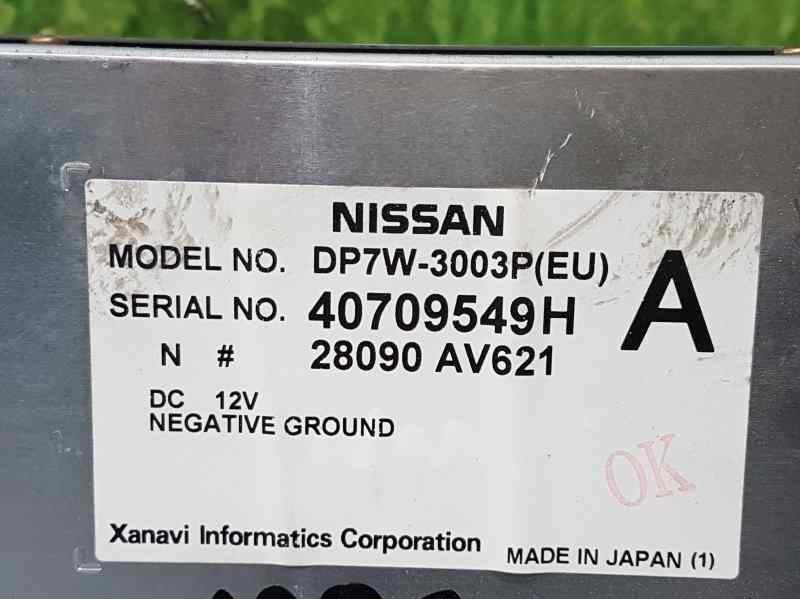 NISSAN
MODEL NO. DP7W-3003P(EU)
A
SERIAL NO. 40709549H
N # 28090 AV621
DC 12V
NEGATIVE GROUND
OK
Xanavi Informatics Corporation
MADE IN JAPAN (1)